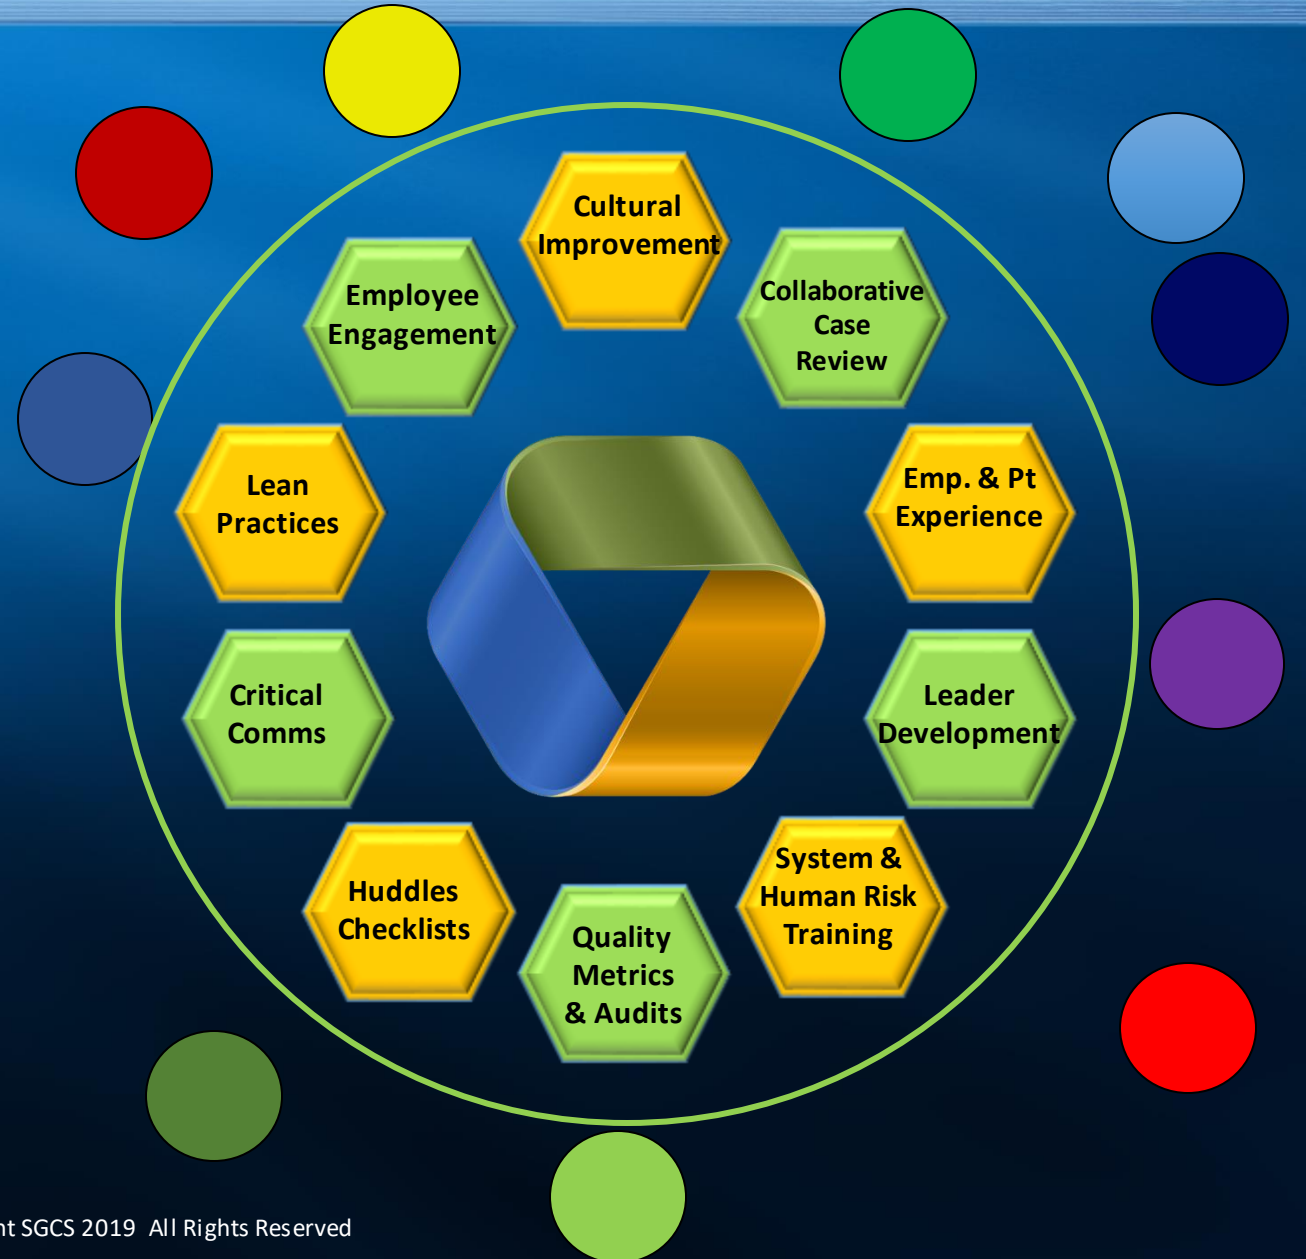 Cultural
Improvement
Employee
Engagement
Collaborative
Case
Review
Lean
Practices
Emp. & Pt
Experience
Critical
Comms
Leader
Development
Huddles
Checklists
System &
Human Risk
Training
Quality
Metrics
& Audits
SGCS 2019 All Rights Reserved